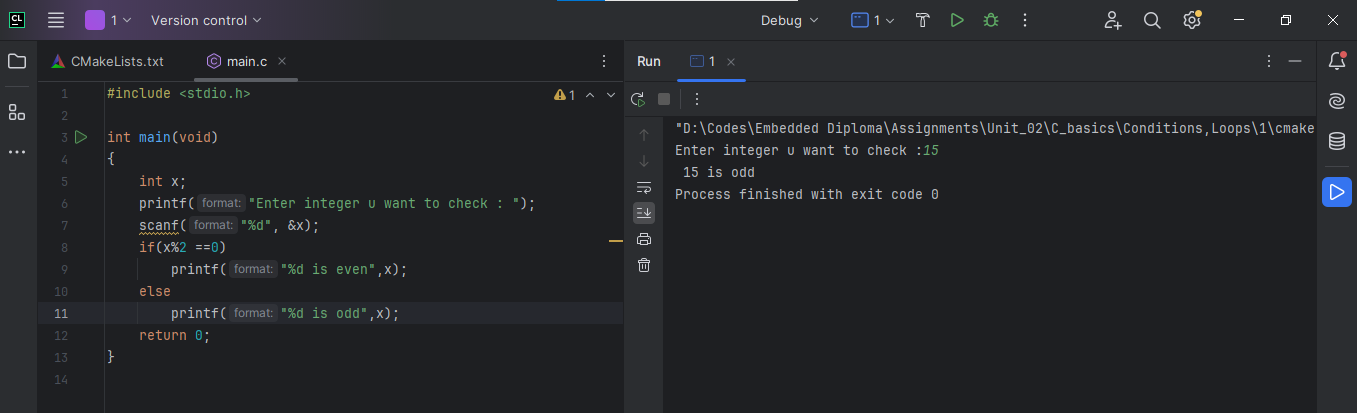 CL 1 Version control Debug 1
CMakeLists.txt main.c Run 1
1 #include <stdio.h> 1
2
3 int main(void)
4 {
5 int x;
6 printf( format: "Enter integer u want to check : ");
7 scanf( format: "%d", &x);
8 if(x%2 ==0)
9 printf( format: "%d is even",x);
10 else
11 printf( format: "%d is odd",x);
12 return 0;
13 }
14
"D:\Codes\Embedded Diploma\Assignments\Unit_02\C_basics\Conditions,Loops\1\cmake
Enter integer u want to check :15
15 is odd
Process finished with exit code 0